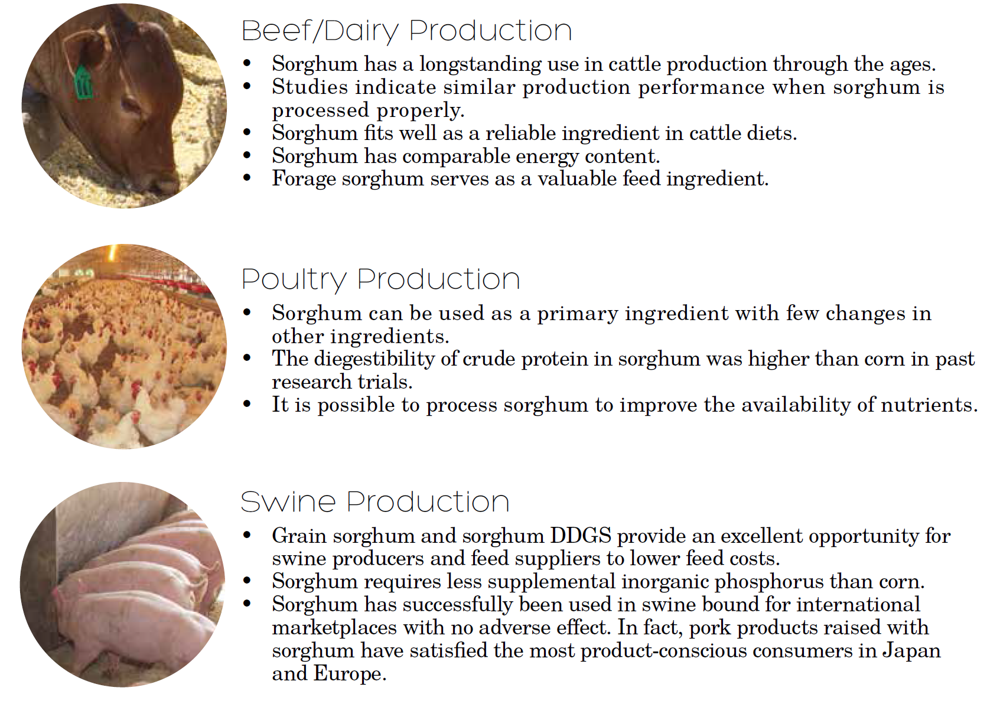 Beef/Dairy Production
• Sorghum has a longstanding use in cattle production through the ages.
• Studies indicate similar production performance when sorghum is
processed properly.
• Sorghum fits well as a reliable ingredient in cattle diets.
• Sorghum has comparable energy content.
• Forage sorghum serves as a valuable feed ingredient.
Poultry Production
• Sorghum can be used as a primary ingredient with few changes in
other ingredients.
• The diegestibility of crude protein in sorghum was higher than corn in past
research trials.
• It is possible to process sorghum to improve the availability of nutrients.
Swine Production
• Grain sorghum and sorghum DDGS provide an excellent opportunity for
swine producers and feed suppliers to lower feed costs.
• Sorghum requires less supplemental inorganic phosphorus than corn.
• Sorghum has successfully been used in swine bound for international
marketplaces with no adverse effect. In fact, pork products raised with
sorghum have satisfied the most product-conscious consumers in Japan
and Europe.